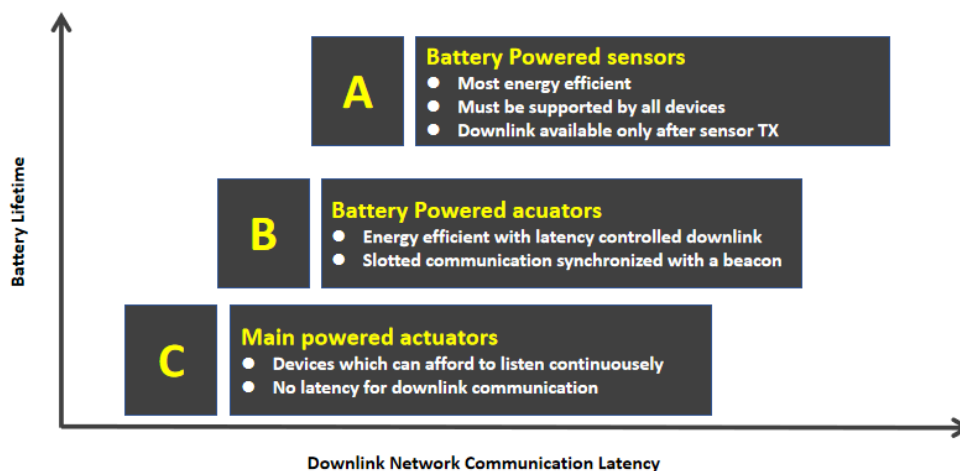 Battery Lifetime
A
Battery Powered sensors
● Most energy efficient
● Must be supported by all devices
● Downlink available only after sensor TX
B
Battery Powered acuators
● Energy efficient with latency controlled downlink
● Slotted communication synchronized with a beacon
C
Main powered actuators
● Devices which can afford to listen continuousely
● No latency for downlink communication
Downlink Network Communication Latency